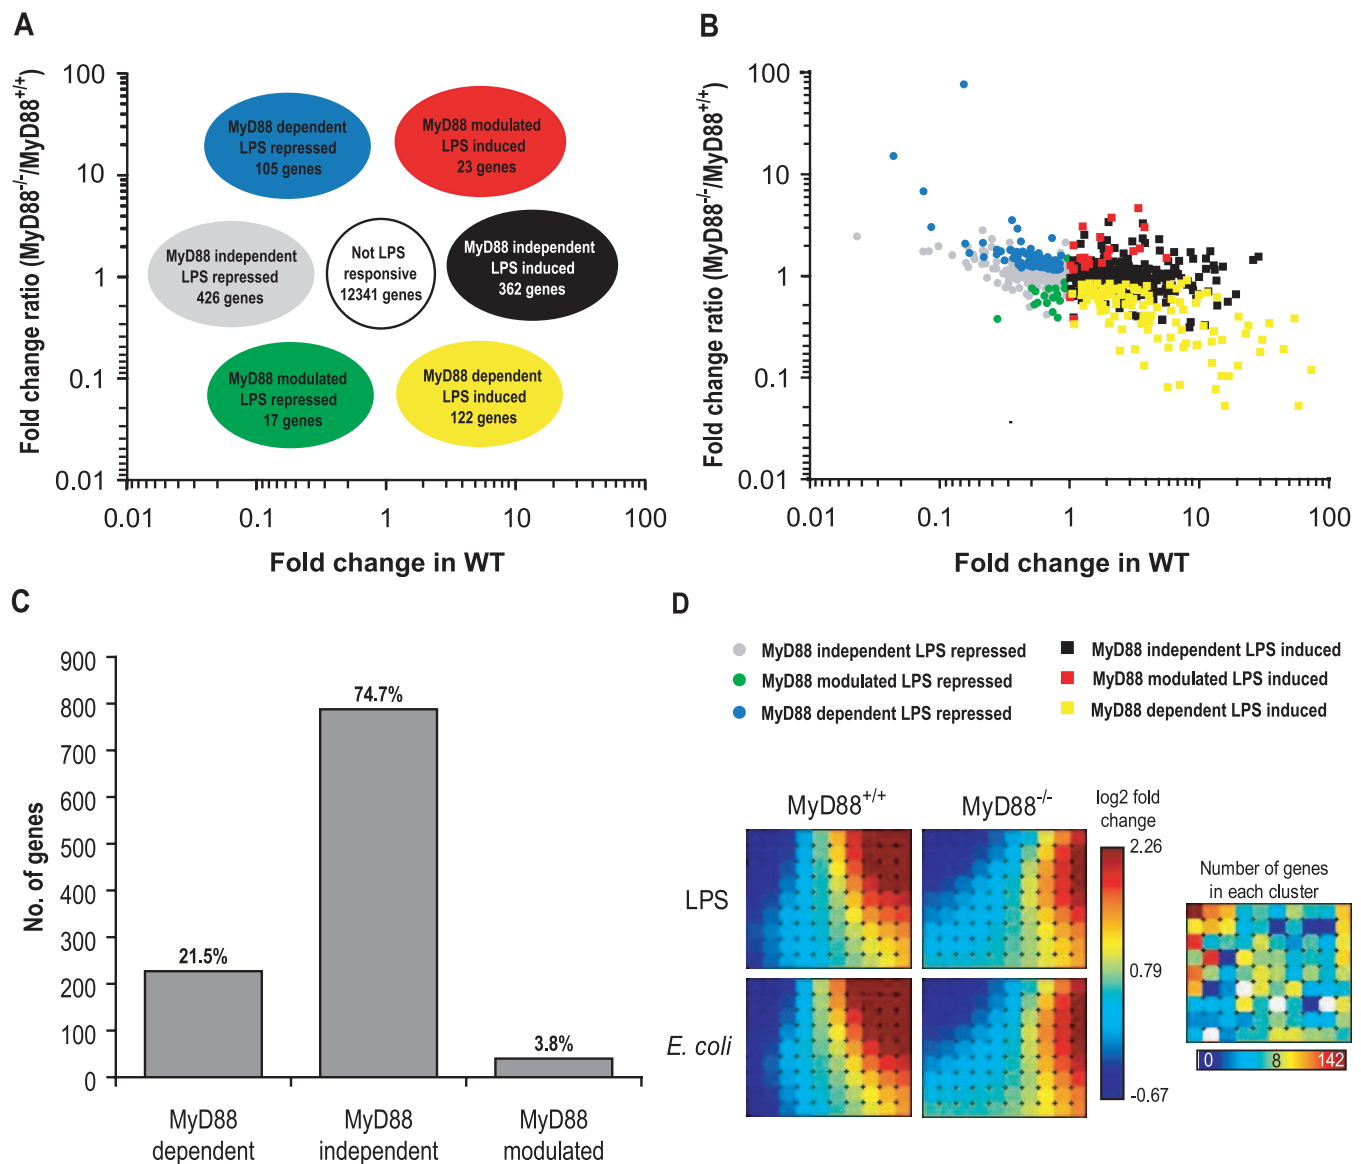 A
Fold change ratio (MyD88-/-/MyD88+/+)
100
10
1
0.1
0.01
MyD88 dependent
LPS repressed
105 genes
MyD88 modulated
LPS induced
23 genes
MyD88 independent
LPS repressed
426 genes
Not LPS
responsive
12341 genes
MyD88 independent
LPS induced
362 genes
MyD88 modulated
LPS repressed
17 genes
MyD88 dependent
LPS induced
122 genes
0.01
0.1
1
10
100
Fold change in WT
B
Fold change ratio (MyD88-/-/MyD88+/+)
100
10
1
0.1
0.01
0.01
0.1
1
10
100
Fold change in WT
C
No. of genes
900
800
700
600
500
400
300
200
100
0
21.5%
74.7%
3.8%
MyD88
dependent
MyD88
independent
MyD88
modulated
D
MyD88 independent LPS repressed
MyD88 modulated LPS repressed
MyD88 dependent LPS repressed
MyD88 independent LPS induced
MyD88 modulated LPS induced
MyD88 dependent LPS induced
MyD88+/+
MyD88-/-
LPS
E. coli
log2 fold
change
2.26
0.79
-0.67
Number of genes
in each cluster
0
8
142